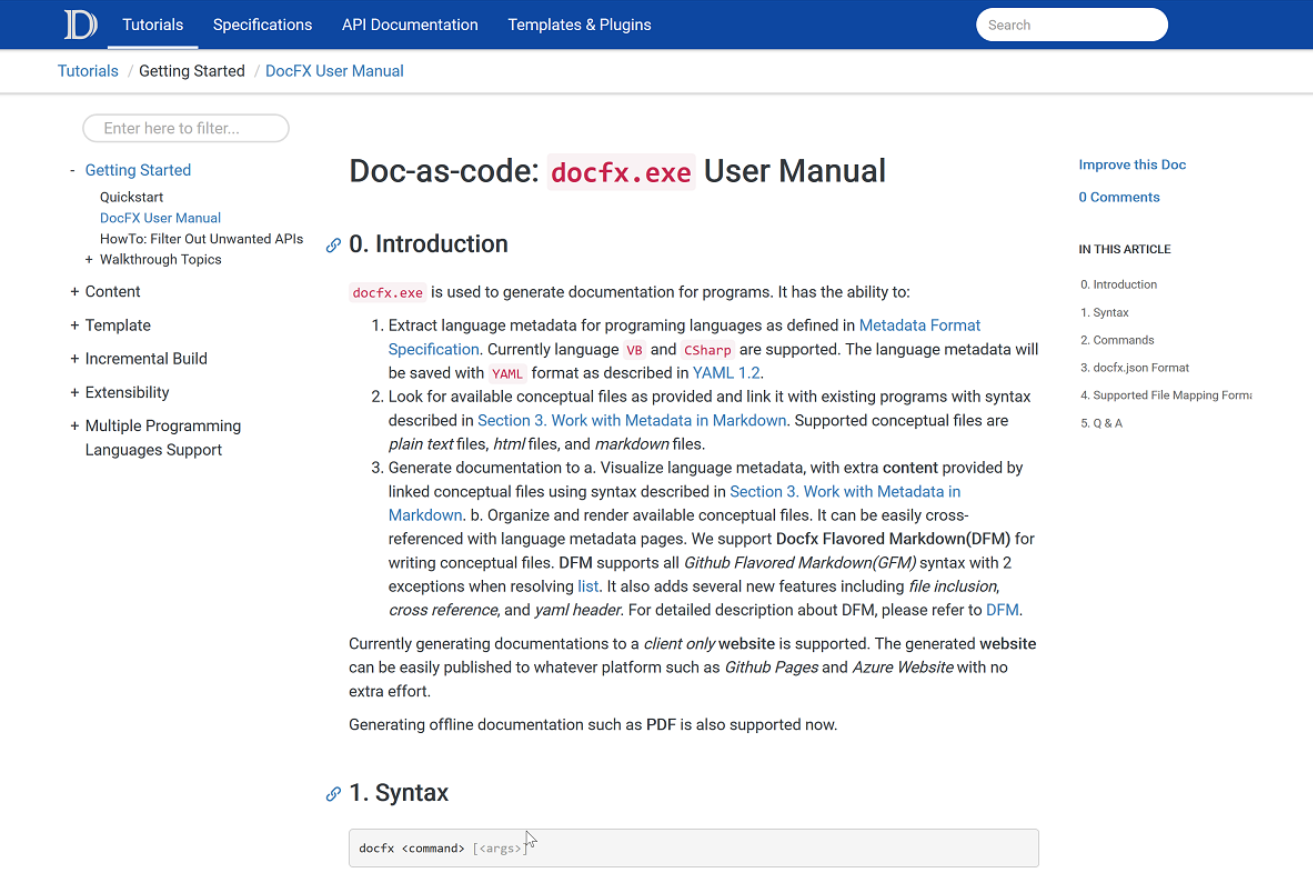 Tutorials Specifications API Documentation Templates & Plugins Search
Tutorials / Getting Started / DocFX User Manual
Enter here to filter...
- Getting Started
Quickstart
DocFX User Manual
HowTo: Filter Out Unwanted APIs
+ Walkthrough Topics
+ Content
+ Template
+ Incremental Build
+ Extensibility
+ Multiple Programming
Languages Support
Doc-as-code: docfx.exe User Manual
0. Introduction
docfx.exe is used to generate documentation for programs. It has the ability to:
1. Extract language metadata for programing languages as defined in Metadata Format
Specification. Currently language VB and CSharp are supported. The language metadata will
be saved with YAML format as described in YAML 1.2.
2. Look for available conceptual files as provided and link it with existing programs with syntax
described in Section 3. Work with Metadata in Markdown. Supported conceptual files are
plain text files, html files, and markdown files.
3. Generate documentation to a. Visualize language metadata, with extra content provided by
linked conceptual files using syntax described in Section 3. Work with Metadata in
Markdown. b. Organize and render available conceptual files. It can be easily cross-
referenced with language metadata pages. We support Docfx Flavored Markdown(DFM) for
writing conceptual files. DFM supports all Github Flavored Markdown(GFM) syntax with 2
exceptions when resolving list. It also adds several new features including file inclusion,
cross reference, and yaml header. For detailed description about DFM, please refer to DFM.
Currently generating documentations to a client only website is supported. The generated website
can be easily published to whatever platform such as Github Pages and Azure Website with no
extra effort.
Generating offline documentation such as PDF is also supported now.
1. Syntax
docfx <command> [<args>]
Improve this Doc
0 Comments
IN THIS ARTICLE
0. Introduction
1. Syntax
2. Commands
3. docfx.json Format
4. Supported File Mapping
5. Q & A